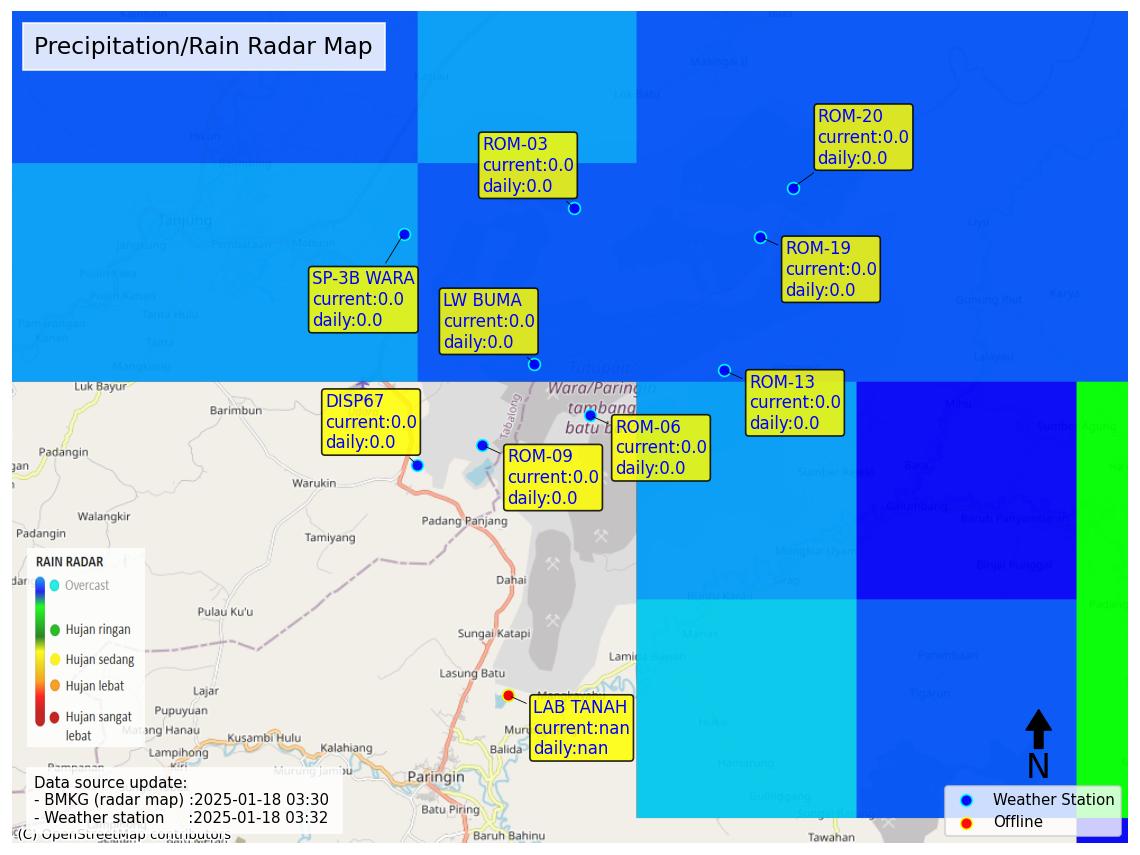 Precipitation/Rain Radar Map
ROM-20
current:0.0
daily:0.0
ROM-03
current:0.0
daily:0.0
ROM-19
current:0.0
daily:0.0
SP-3B WARA
current:0.0
daily:0.0
LW BUMA
current:0.0
daily:0.0
Tanjung
Wara/Paringin
tambang
batu b
Tabalong
ROM-13
current:0.0
daily:0.0
DISP67
current:0.0
daily:0.0
ROM-06
current:0.0
daily:0.0
ROM-09
current:0.0
daily:0.0
Luk Bayur
Barimbun
Padangin
Warukin
Walangkir
Padangin
Padang Panjang
Tamiyang
Dahai
Pulau Ku'u
Sungai Katapi
Lasung Batu
Lajar
Pupuyuan
Matang Hanau
Lampihong
Kusambi Hulu
Kalahiang
Murung Jambu
Balida
Paringin
Batu Piring
Baruh Bahinu
Tawahan
LAB TANAH
current:nan
daily:nan
RAIN RADAR
Overcast
Hujan ringan
Hujan sedang
Hujan lebat
Hujan sangat
lebat
Data source update:
- BMKG (radar map) :2025-01-18 03:30
- Weather station :2025-01-18 03:32
(C) OpenStreetMap contributors
N
Weather Station
Offline